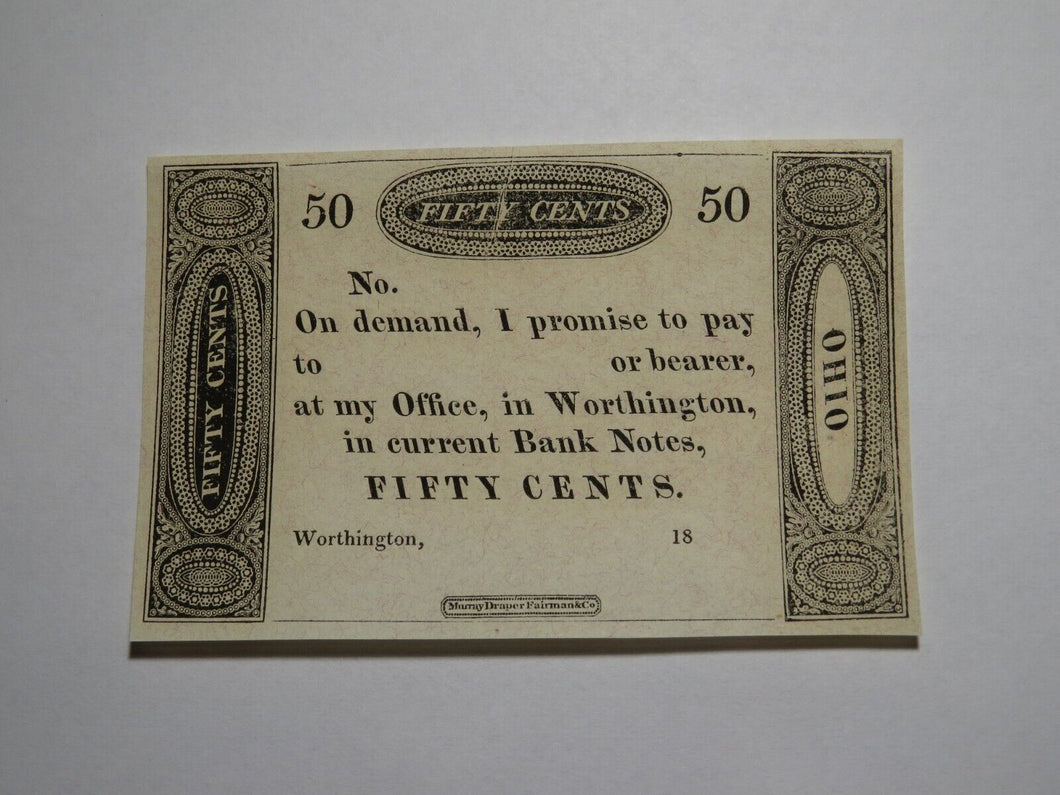 50 FIFTY CENTS 50
No.
On demand, I promise to pay
to or bearer,
at my Office, in Worthington,
in current Bank Notes,
FIFTY CENTS.
Worthington, 18
Murray Draper Fairman&Co
FIFTY CENTS
OHIO